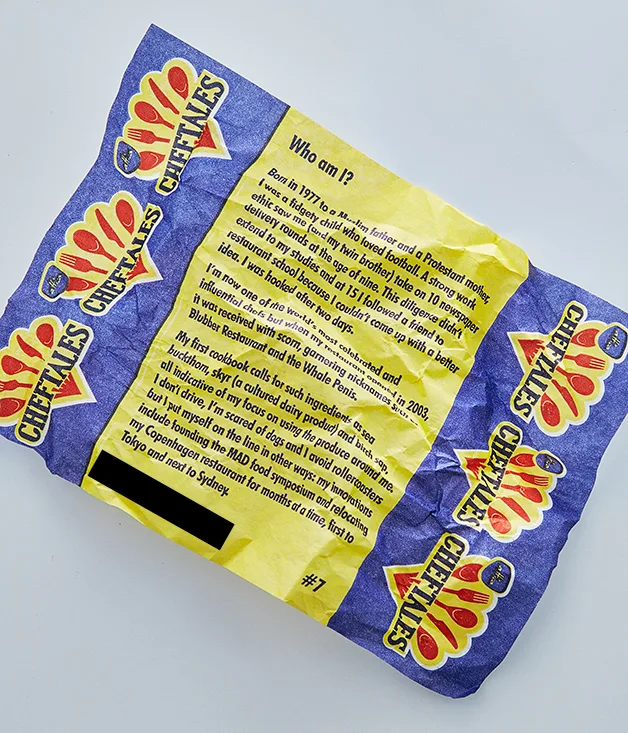 CHEFTALES
CHEFTALES
CHEFTALES
Who am I?
Born in 1977 to a Muslim father and a Protestant mother,
I was a fidgety child who loved football. A strong work
ethic saw me (and my twin brother) take on 10 newspaper
delivery rounds at the age of nine. This diligence didn't
extend to my studies and at 15 I followed a friend to
restaurant school because I couldn't come up with a better
idea. I was hooked after two days.
I'm now one of the world's most celebrated and
influential chefs but when my restaurant opened in 2003,
it was received with scorn, garnering nicknames such as
Blubber Restaurant and the Whale Penis.
My first cookbook calls for such ingredients as sea
buckthorn, skyr (a cultured dairy product) and birch sap,
all indicative of my focus on using the produce around me.
I don't drive, I'm scared of dogs and I avoid rollercoasters
but I put myself on the line in other ways: my innovations
include founding the MAD food symposium and relocating
my Copenhagen restaurant for months at a time, first to
Tokyo and next to Sydney.
#7
CHEFTALES
CHEFTALES
CHEFTALES